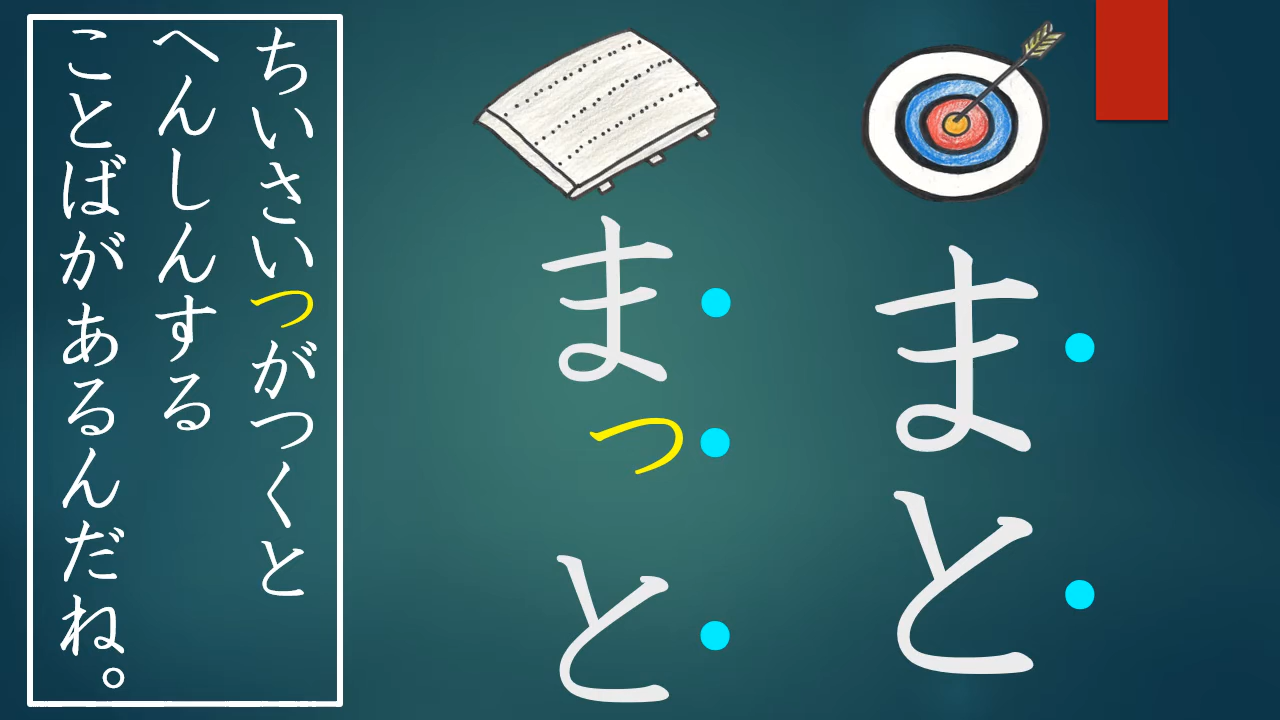 まと
まっと
ちいさいつがつくと
へんしんする
ことばがあるんだね。